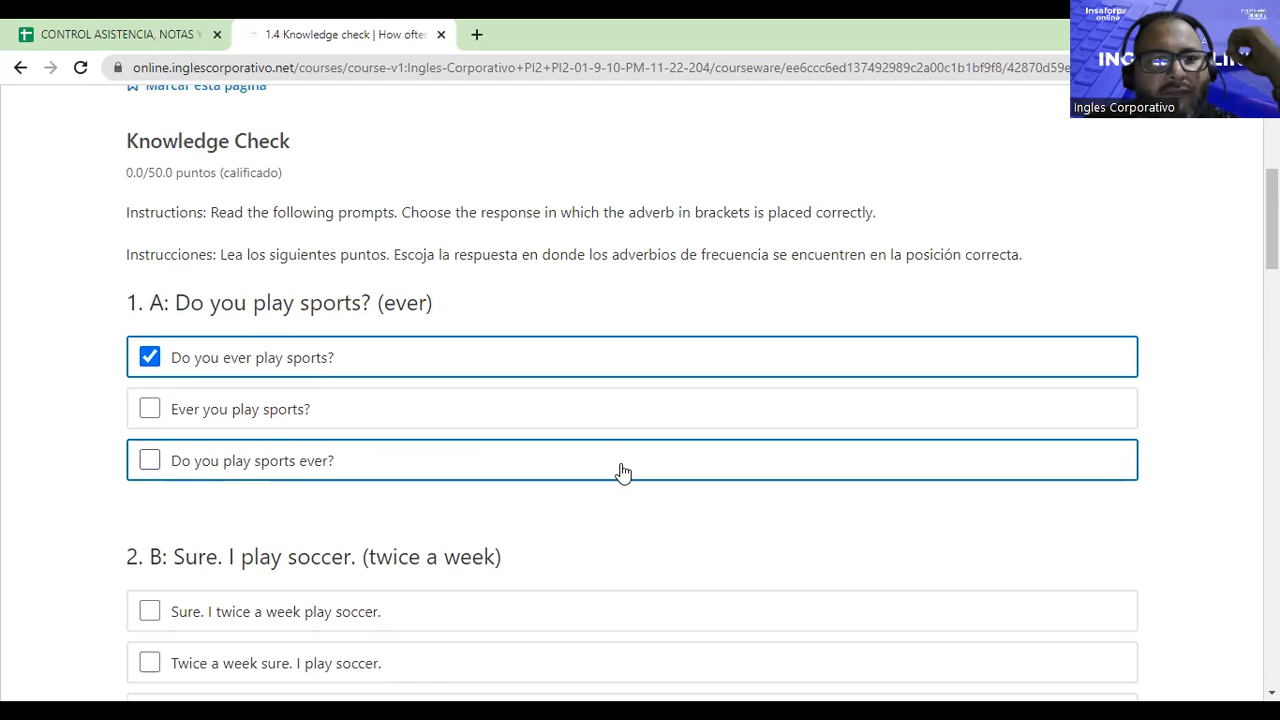 CONTROL ASISTENCIA, NOTAS
1.4 Knowledge check | How ofter
online.inglescorporativo.net/courses/course-v1:Ingles-Corporativo+PI2+PI2-01-9-10-PM-11-22-204/courseware/ee6ccc6ed137492989c2a00c1b1bf9f8/42870d59e
Insaforp
online
Ingles Corporativo
Marcar esta página
Knowledge Check
0.0/50.0 puntos (calificado)
Instructions: Read the following prompts. Choose the response in which the adverb in brackets is placed correctly.
Instrucciones: Lea los siguientes puntos. Escoja la respuesta en donde los adverbios de frecuencia se encuentren en la posición correcta.
1. A: Do you play sports? (ever)
Do you ever play sports?
Ever you play sports?
Do you play sports ever?
2. B: Sure. I play soccer. (twice a week)
Sure. I twice a week play soccer.
Twice a week sure. I play soccer.